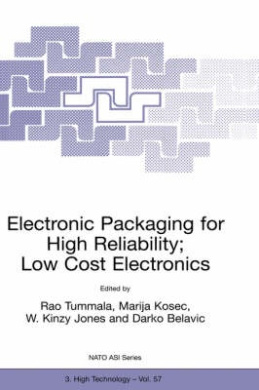 Electronic Packaging for
High Reliability;
Low Cost Electronics
Edited by
Rao Tummala, Marija Kosec,
W. Kinzy Jones and Darko Belavic
NATO ASI Series
3. High Technology – Vol. 57